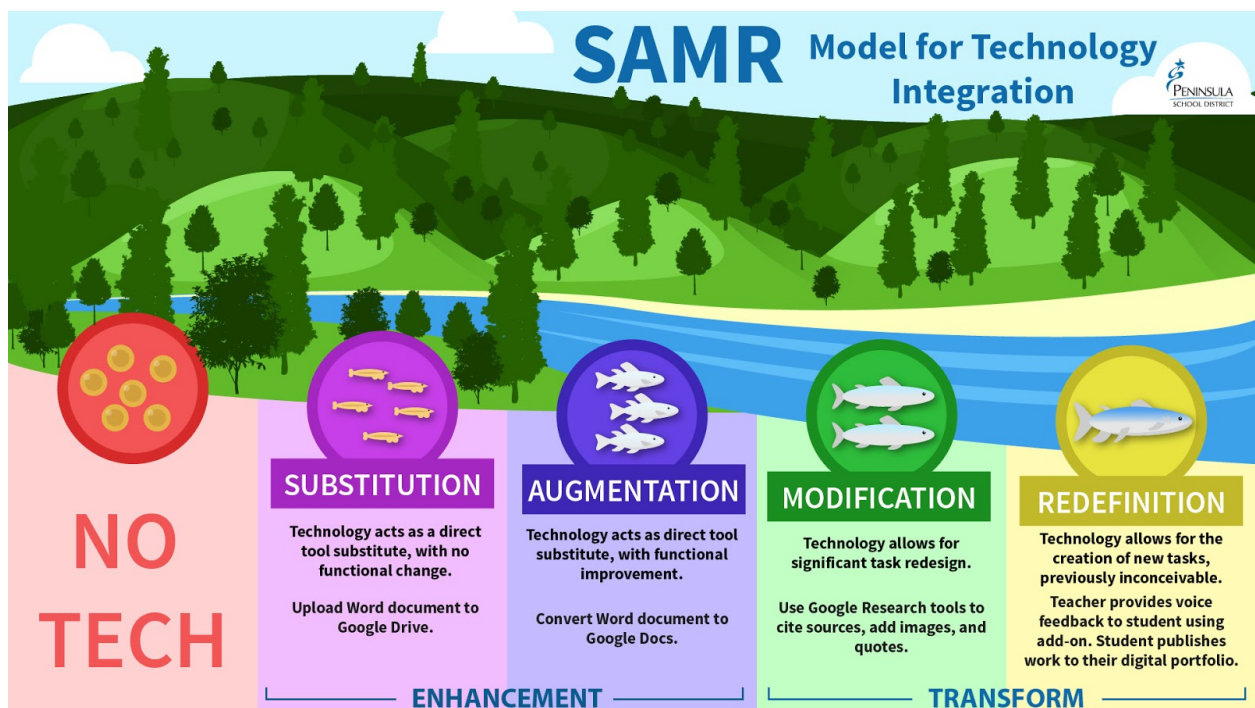 SAMR
Model for Technology
Integration
PENINSULA
SCHOOL DISTRICT
NO
TECH
SUBSTITUTION
Technology acts as a direct
tool substitute, with no
functional change.
Upload Word document to
Google Drive.
AUGMENTATION
Technology acts as direct tool
substitute, with functional
improvement.
Convert Word document to
Google Docs.
MODIFICATION
Technology allows for
significant task redesign.
Use Google Research tools to
cite sources, add images, and
quotes.
REDEFINITION
Technology allows for the
creation of new tasks,
previously inconceivable.
Teacher provides voice
feedback to student using
add-on. Student publishes
work to their digital portfolio.
ENHANCEMENT
TRANSFORM